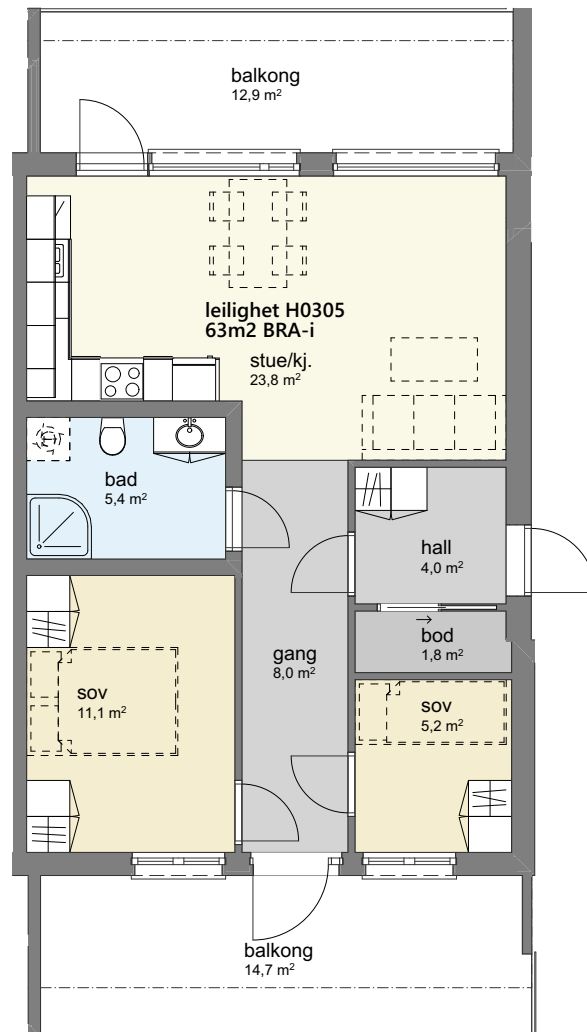 balkong
12,9 m²
leilighet H0305
63m2 BRA-i
stue/kj.
23,8 m²
bad
5,4 m²
hall
4,0 m²
bod
1,8 m²
gang
8,0 m²
sov
11,1 m²
sov
5,2 m²
balkong
14,7 m²